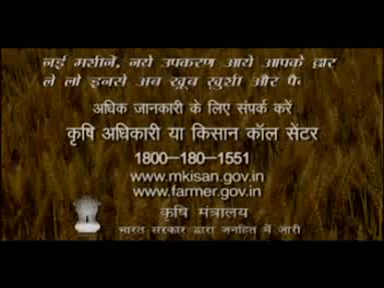 नई मशीनें, नये उपकरण आये आपके द्वार
ले लो इनसे अब खूब ख़ुशी और
अधिक जानकारी के लिए संपर्क करें
कृषि अधिकारी या किसान कॉल सेंटर
1800-180-1551
www.mkisan.gov.in
www.farmer.gov.in
कृषि मंत्रालय
भारत सरकार द्वारा जनहित में जारी